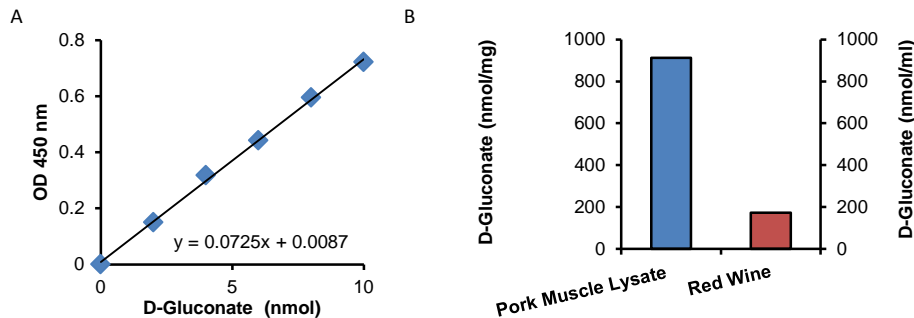 A
0.8
0.6
0.4
0.2
0
OD 450 nm
y = 0.0725x + 0.0087
0
5
10
D-Gluconate (nmol)
B
D-Gluconate (nmol/mg)
1000
800
600
400
200
0
1000
800
600
400
200
0
D-Gluconate (nmol/ml)
Pork Muscle Lysate
Red Wine